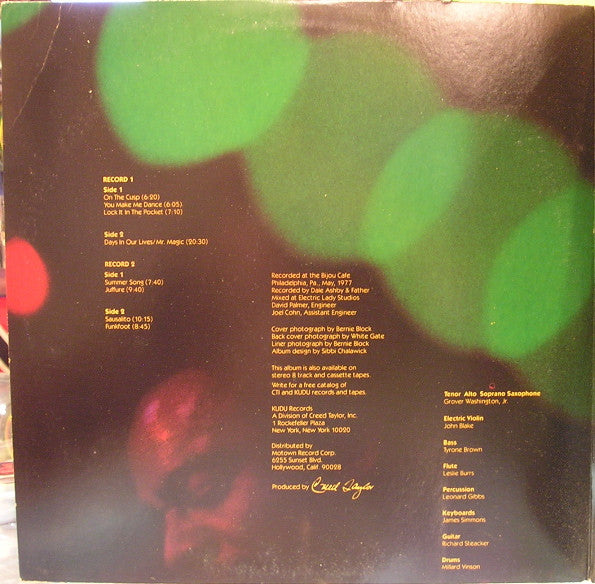 RECORD 1
Side 1
On The Cusp (6:20)
You Make Me Dance (6:05)
Lock It In The Pocket (7:10)
Side 2
Days In Our Lives/Mr. Magic (20:30)
RECORD 2
Side 1
Summer Song (7:40)
Juffure (9:40)
Side 2
Sausalito (10:15)
Funkfoot (8:45)
Recorded at the Bijou Cafe
Philadelphia, Pa., May, 1977
Recorded by Dale Ashby & Father
Mixed at Electric Lady Studios
David Palmer, Engineer
Joel Cohn, Assistant Engineer
Cover photograph by Bernie Block
Back cover photograph by White Gate
Liner photograph by Bernie Block
Album design by Sibbi Chalawick
This album is also available on
stereo 8 track and cassette tapes.
Write for a free catalog of
CTI and KUDU records and tapes.
KUDU Records
A Division of Creed Taylor, Inc.
1 Rockefeller Plaza
New York, New York 10020
Distributed by
Motown Record Corp.
6255 Sunset Blvd.
Hollywood, Calif. 90028
Produced by Creed Taylor
Tenor Alto Soprano Saxophone
Grover Washington, Jr.
Electric Violin
John Blake
Bass
Tyrone Brown
Flute
Leslie Burrs
Percussion
Leonard Gibbs
Keyboards
James Simmons
Guitar
Richard Steacker
Drums
Millard Vinson